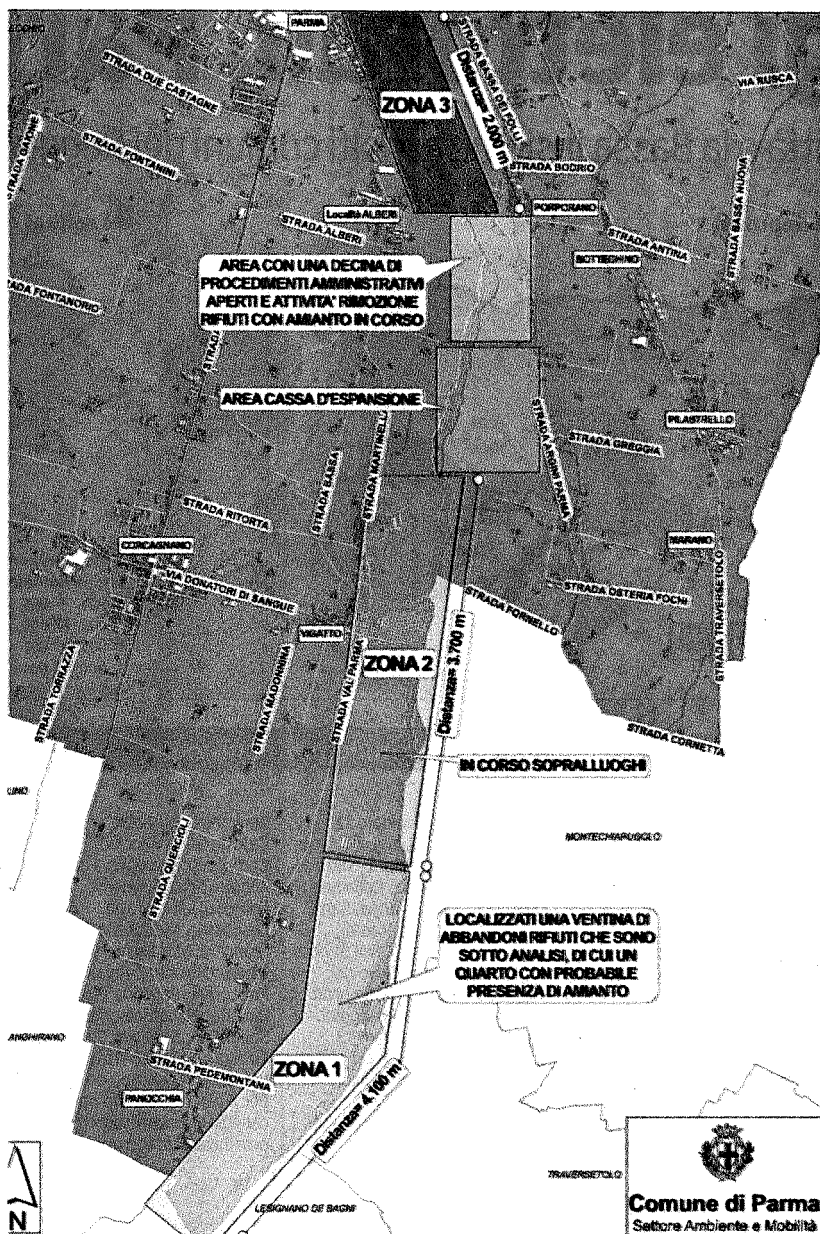 PARMA
STRADA DUE CASTAGNE
STRADA BASSA DEI FOLLI
Distanza= 2.000 m
VIA RUSCA
ZONA 3
STRADA GAIONE
STRADA FONTANINI
STRADA BODRIO
PORPORANO
Località ALBERI
STRADA ALBERI
STRADA ANTINA
STRADA BASSA NUOVA
BOTTEGHINO
AREA CON UNA DECINA DI
PROCEDIMENTI AMMINISTRATIVI
APERTI E ATTIVITA' RIMOZIONE
RIFIUTI CON AMIANTO IN CORSO
AREA CASSA D'ESPANSIONE
PILASTRELLO
STRADA MARTINELLA
STRADA ARGINI PARMA
STRADA GREGGIA
STRADA BASSA
STRADA RITORTA
CORCAGNANO
MARANO
VIA DONATORI DI SANGUE
STRADA OSTERIA FOCHI
STRADA TRAVERSETOLO
STRADA FORNELLO
VIGATTO
ZONA 2
STRADA TORRAZZA
STRADA MADONNINA
STRADA VAL PARMA
Distanza= 3.700 m
STRADA CORNETTA
IN CORSO SOPRALLUOGHI
MONTECHIARUGOLO
STRADA QUERCIOLI
LOCALIZZATI UNA VENTINA DI
ABBANDONI RIFIUTI CHE SONO
SOTTO ANALISI, DI CUI UN
QUARTO CON PROBABILE
PRESENZA DI AMIANTO
STRADA PEDEMONTANA
ZONA 1
PANOCCHIA
Distanza= 4.100 m
TRAVERSETOLO
LESIGNANO DE BAGNI
N
Comune di Parma
Settore Ambiente e Mobilità